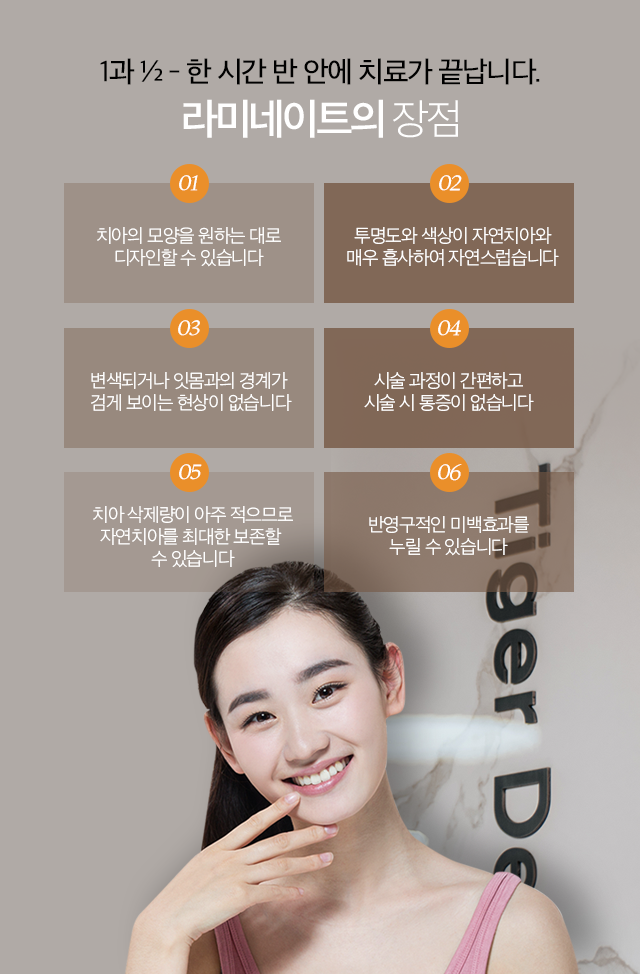 1과 ½ - 한 시간 반 안에 치료가 끝납니다.
라미네이트의 장점
01
치아의 모양을 원하는 대로
디자인할 수 있습니다
02
투명도와 색상이 자연치아와
매우 흡사하여 자연스럽습니다
03
변색되거나 잇몸과의 경계가
검게 보이는 현상이 없습니다
04
시술 과정이 간편하고
시술 시 통증이 없습니다
05
치아 삭제량이 아주 적으므로
자연치아를 최대한 보존할
수 있습니다
06
반영구적인 미백효과를
누릴 수 있습니다
Tiger De